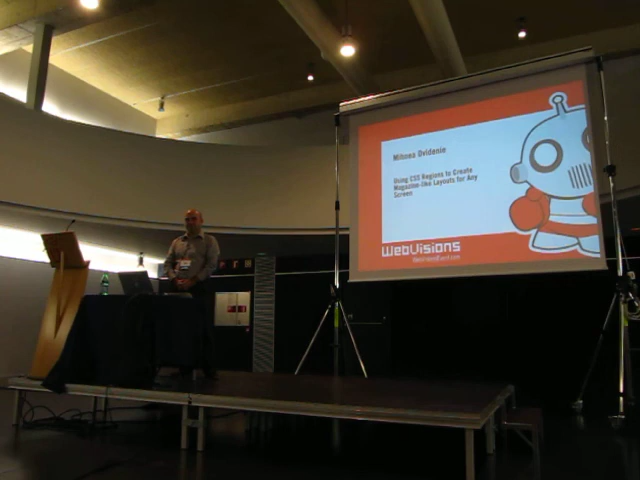 Mihnea Ovidenie
Using CSS Regions to Create
Magazine-like Layouts for Any
Screen
WebVisions